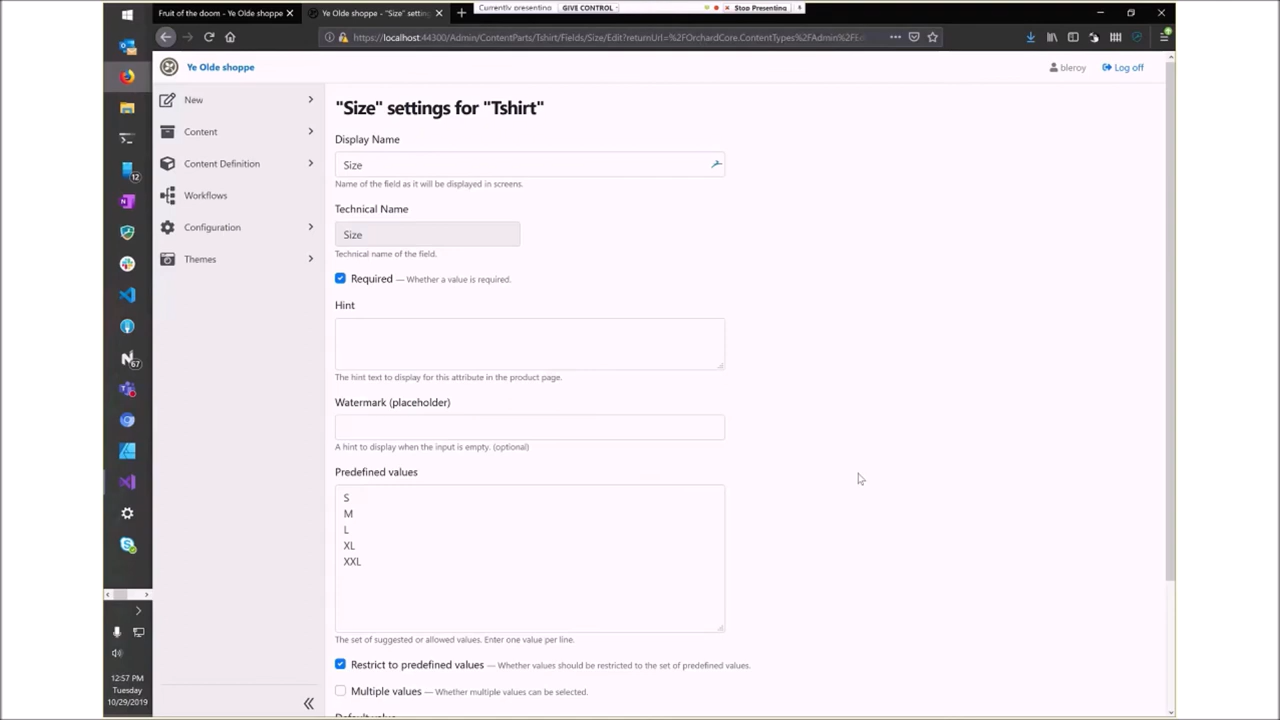 Fruit of the doom - Ye Olde shoppe
Ye Olde shoppe - "Size" settin
Currently presenting
GIVE CONTROL
Stop Presenting
https://localhost:44300/Admin/ContentParts/Tshirt/Fields/Size/Edit?returnUrl=%2FOrchardCore.ContentTypes%2FAdmin%2FE
Ye Olde shoppe
bleroy
Log off
New
Content
Content Definition
Workflows
Configuration
Themes
"Size" settings for "Tshirt"
Display Name
Size
Name of the field as it will be displayed in screens.
Technical Name
Size
Technical name of the field.
Required — Whether a value is required.
Hint
The hint text to display for this attribute in the product page.
Watermark (placeholder)
A hint to display when the input is empty. (optional)
Predefined values
S
M
L
XL
XXL
The set of suggested or allowed values. Enter one value per line.
Restrict to predefined values — Whether values should be restricted to the set of predefined values.
Multiple values — Whether multiple values can be selected.
Default value
12
67
12:57 PM
Tuesday
10/29/2019